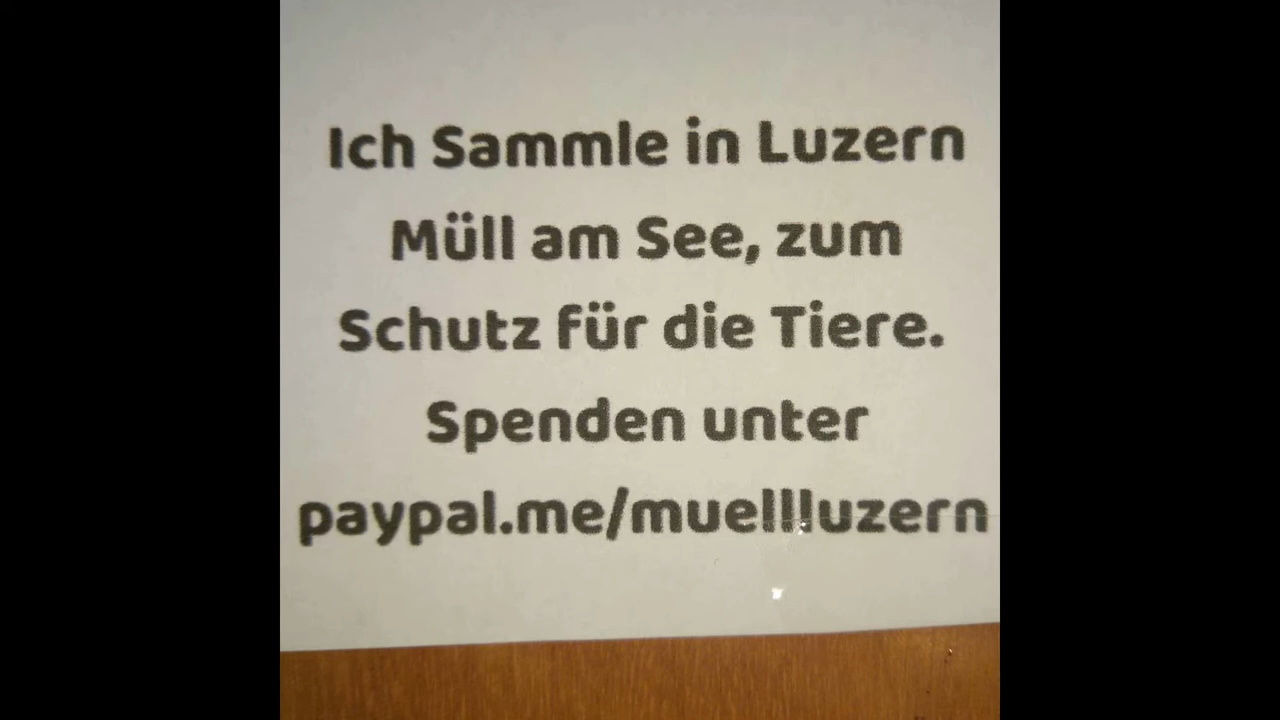 Ich Sammle in Luzern
Müll am See, zum
Schutz für die Tiere.
Spenden unter
paypal.me/muellluzern